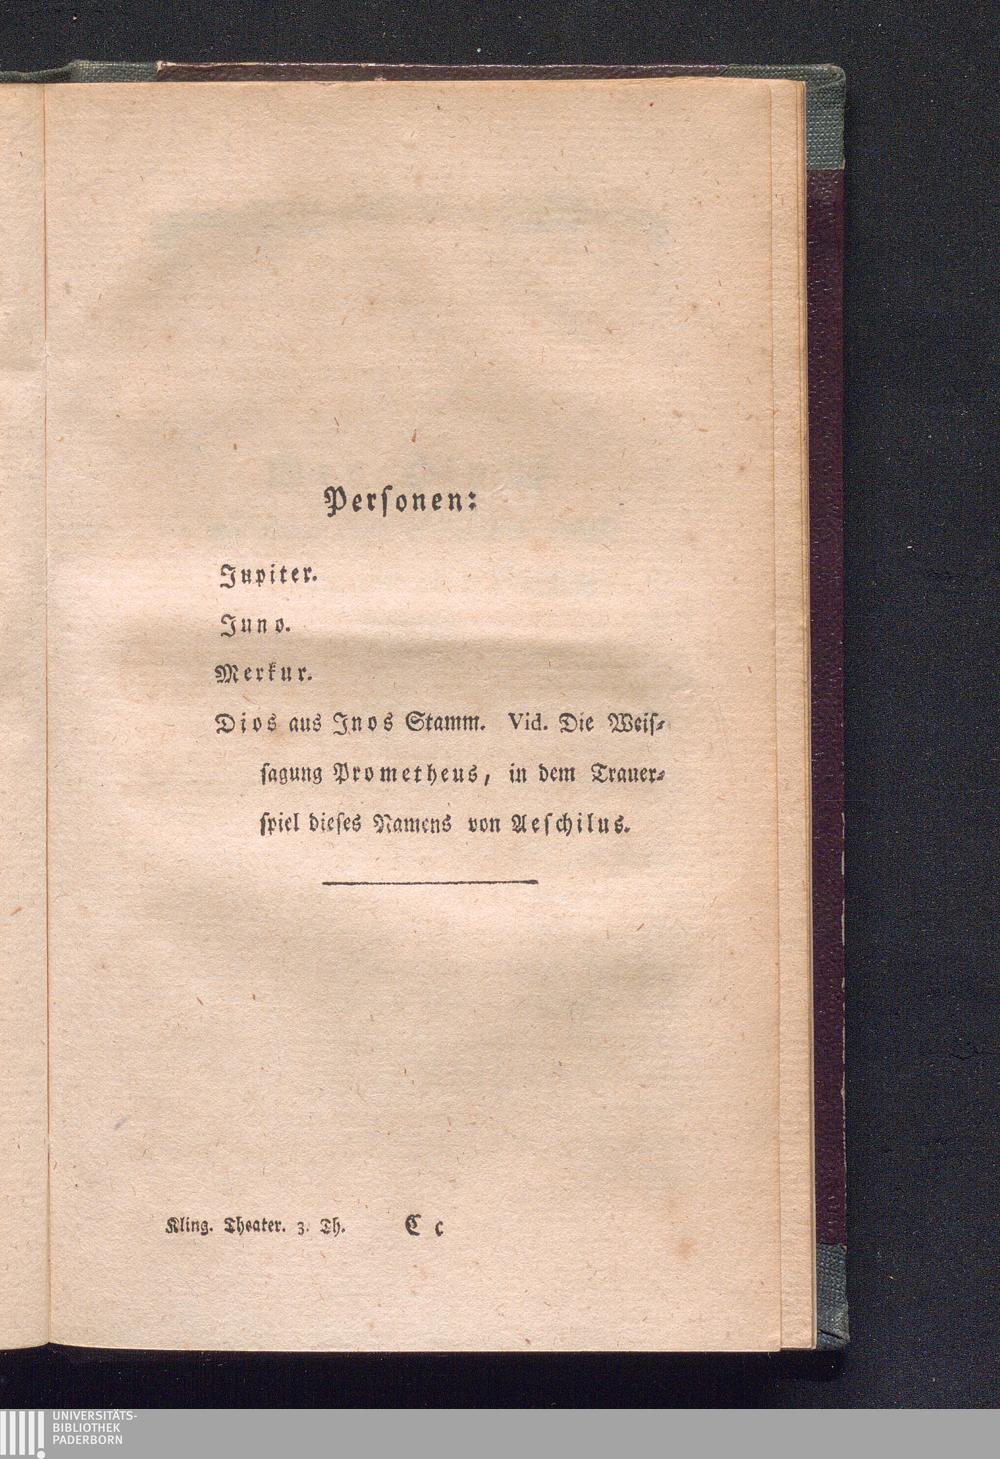 Perſonen:
Jupiter.
Juno.
Merkur.
Dios aus Jnos Stamm. Vid. Die Weiſ-
ſagung Prometheus, in dem Trauer-
ſpiel dieſes Namens von Aeſchilus.
Kling. Theater. 3. Th. C c
UNIVERSITÄTS-
BIBLIOTHEK
PADERBORN